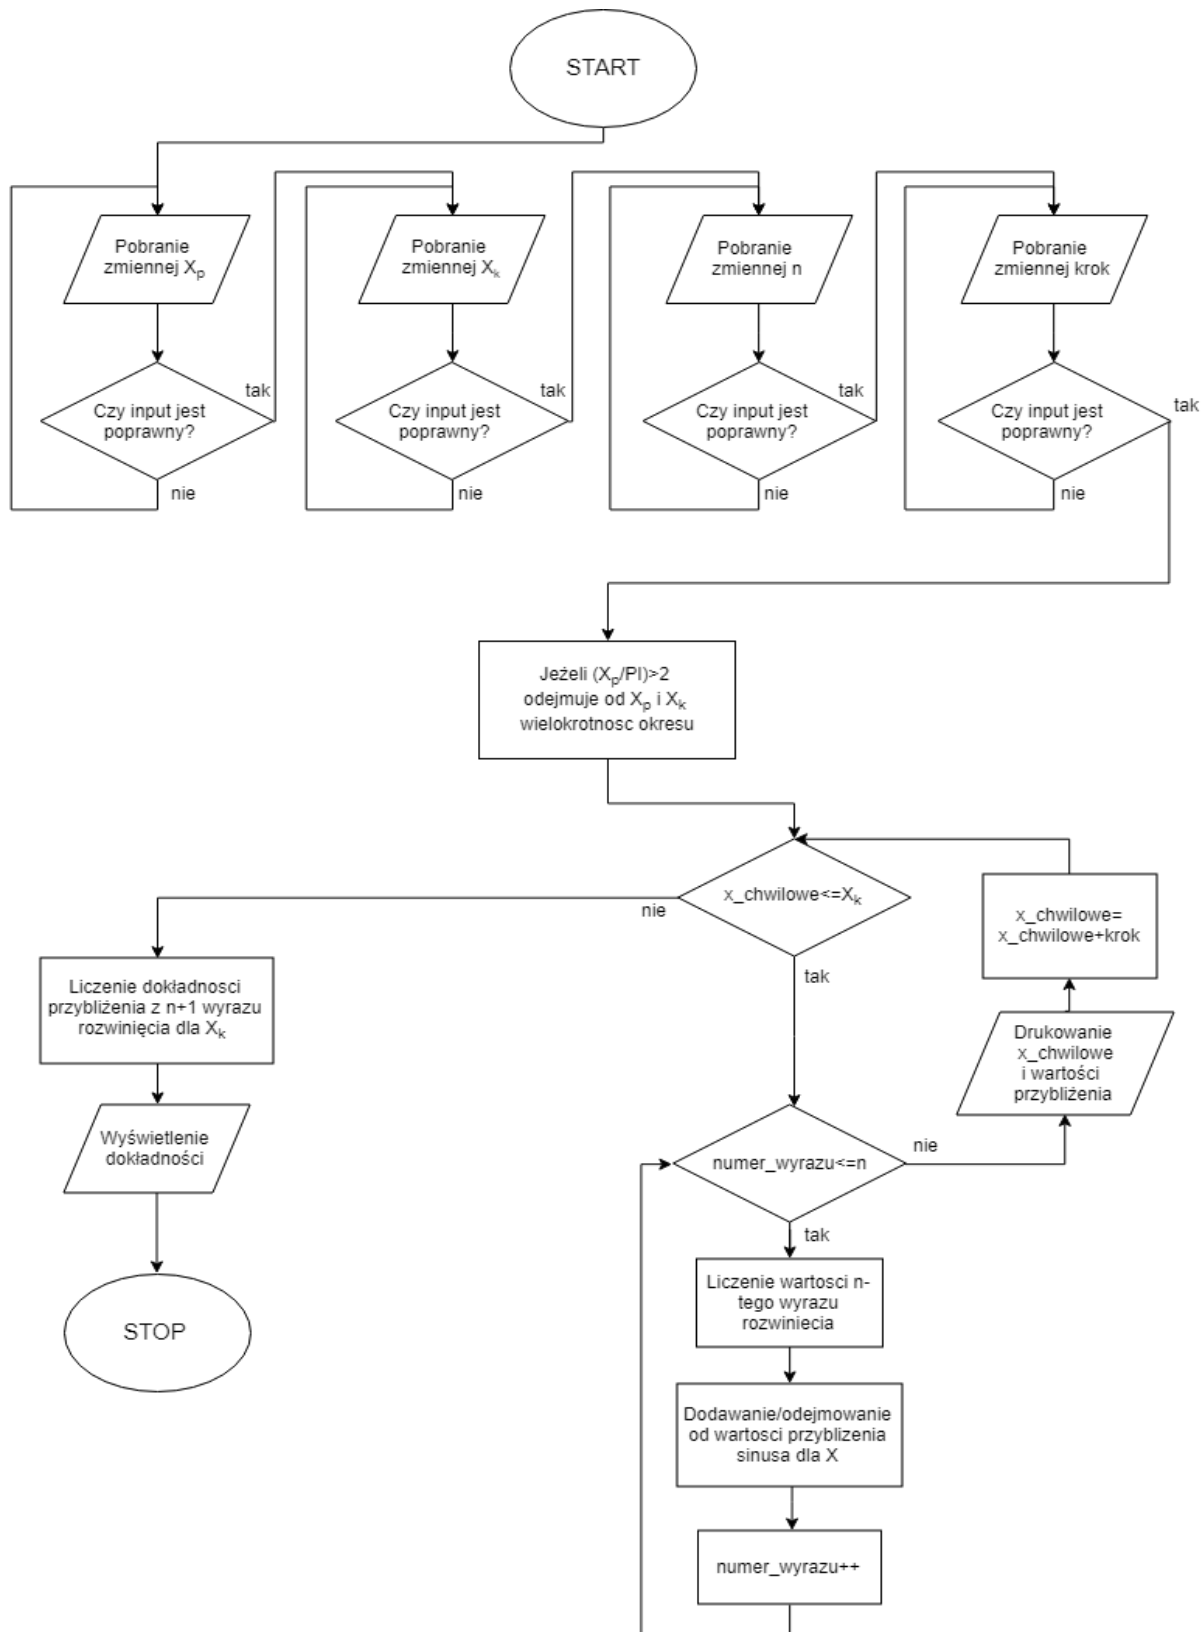 START
Pobranie
zmiennej Xp
Pobranie
zmiennej Xk
Pobranie
zmiennej n
Pobranie
zmiennej krok
Czy input jest
poprawny?
tak
nie
Czy input jest
poprawny?
tak
nie
Czy input jest
poprawny?
tak
nie
Czy input jest
poprawny?
tak
nie
Jeżeli (Xp/PI)>2
odejmuje od Xp i Xk
wielokrotnosc okresu
x_chwilowe<=Xk
nie
tak
x_chwilowe=
x_chwilowe+krok
Liczenie dokładnosci
przybliżenia z n+1 wyrazu
rozwinięcia dla Xk
Drukowanie
x_chwilowe
i wartości
przybliżenia
Wyświetlenie
dokładności
numer_wyrazu<=n
nie
tak
Liczenie wartosci n-
tego wyrazu
rozwiniecia
STOP
Dodawanie/odejmowanie
od wartosci przyblizenia
sinusa dla X
numer_wyrazu++